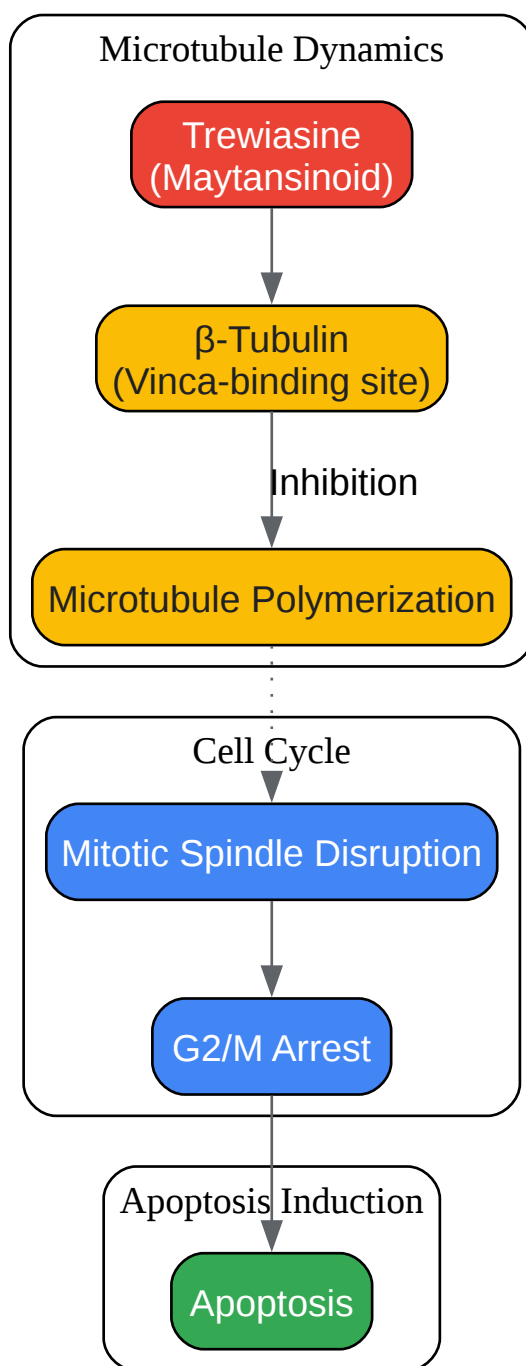 Microtubule Dynamics
Trewiasine
(Maytansinoid)
β-Tubulin
(Vinca-binding site)
Inhibition
Microtubule Polymerization
Cell Cycle
Mitotic Spindle Disruption
G2/M Arrest
Apoptosis Induction
Apoptosis